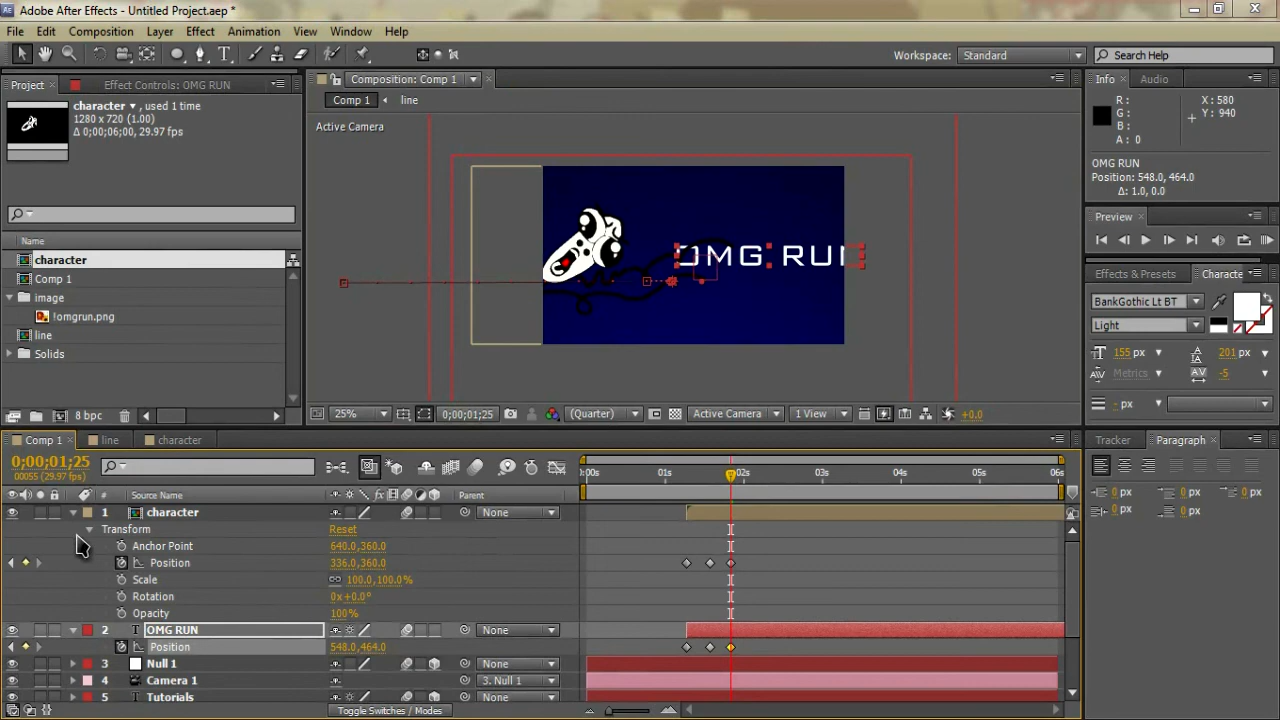 Adobe After Effects - Untitled Project.aep *
File Edit Composition Layer Effect Animation View Window Help
Workspace: Standard Search Help
Project Effect Controls: OMG RUN
Composition: Comp 1
Info Audio
character , used 1 time
1280 x 720 (1.00)
Δ 0;00;06;00, 29.97 fps
Comp 1 line
Active Camera
R :
G :
B :
A : 0
X : 580
Y : 940
OMG RUN
Position: 548.0, 464.0
Δ: 1.0, 0.0
Preview
Name
character
Comp 1
image
!omgrun.png
line
Solids
OMG RUN
Effects & Presets Characte
BankGothic Lt BT
Light
155 px 201 px
Metrics -5
- px
8 bpc
25% 0;00;01;25 (Quarter) Active Camera 1 View +0.0
Comp 1 line character
Tracker Paragraph
0;00;01;25
00055 (29.97 fps)
:00s 01s 02s 03s 04s 05s 06s
# Source Name Parent
0 px 0 px 0 px
0 px 0 px
1 character None
Transform Reset
Anchor Point 640.0,360.0
Position 336.0,360.0
Scale 100.0,100.0%
Rotation 0x+0.0°
Opacity 100%
2 T OMG RUN None
Position 548.0,464.0
3 Null 1 None
4 Camera 1 3. Null 1
5 T Tutorials None
Toggle Switches / Modes